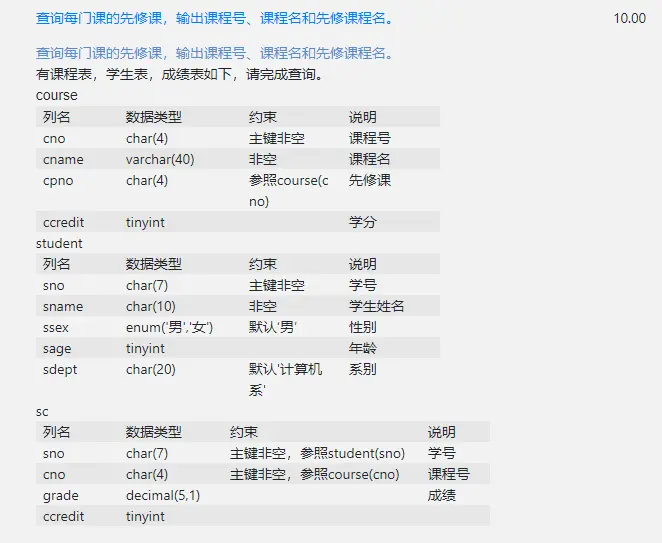 查询每门课的先修课，输出课程号、课程名和先修课程名。 10.00
查询每门课的先修课，输出课程号、课程名和先修课程名。
有课程表，学生表，成绩表如下，请完成查询。
course
列名 数据类型 约束 说明
cno char(4) 主键非空 课程号
cname varchar(40) 非空 课程名
cpno char(4) 参照course(c 先修课
no)
ccredit tinyint 学分
student
列名 数据类型 约束 说明
sno char(7) 主键非空 学号
sname char(10) 非空 学生姓名
ssex enum('男','女') 默认'男' 性别
sage tinyint 年龄
sdept char(20) 默认'计算机 系别
系'
sc
列名 数据类型 约束 说明
sno char(7) 主键非空，参照student(sno) 学号
cno char(4) 主键非空，参照course(cno) 课程号
grade decimal(5,1) 成绩
ccredit tinyint